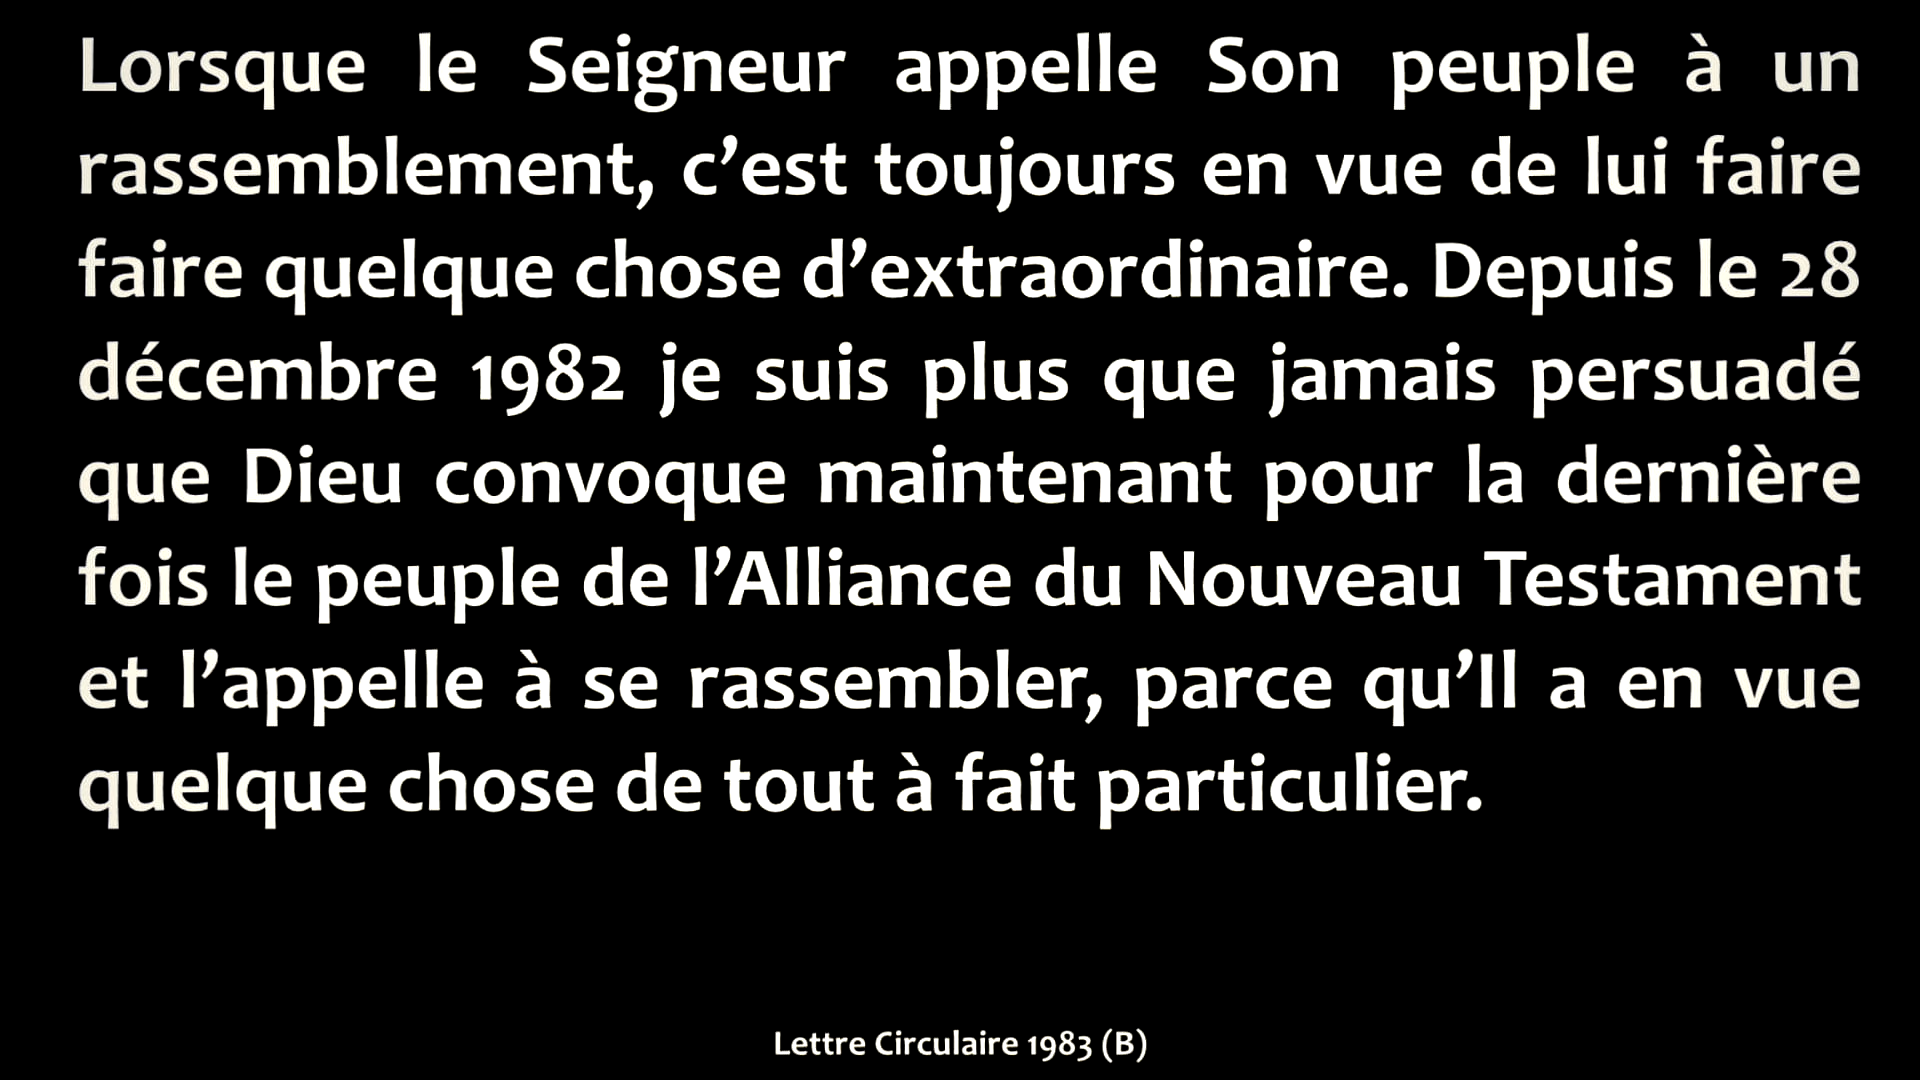 Lorsque le Seigneur appelle Son peuple à un
rassemblement, c’est toujours en vue de lui faire
faire quelque chose d’extraordinaire. Depuis le 28
décembre 1982 je suis plus que jamais persuadé
que Dieu convoque maintenant pour la dernière
fois le peuple de l’Alliance du Nouveau Testament
et l’appelle à se rassembler, parce qu’Il a en vue
quelque chose de tout à fait particulier.
Lettre Circulaire 1983 (B)